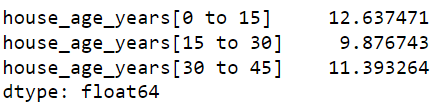 house_age_years[0 to 15]     12.637471
house_age_years[15 to 30]     9.876743
house_age_years[30 to 45]    11.393264
dtype: float64